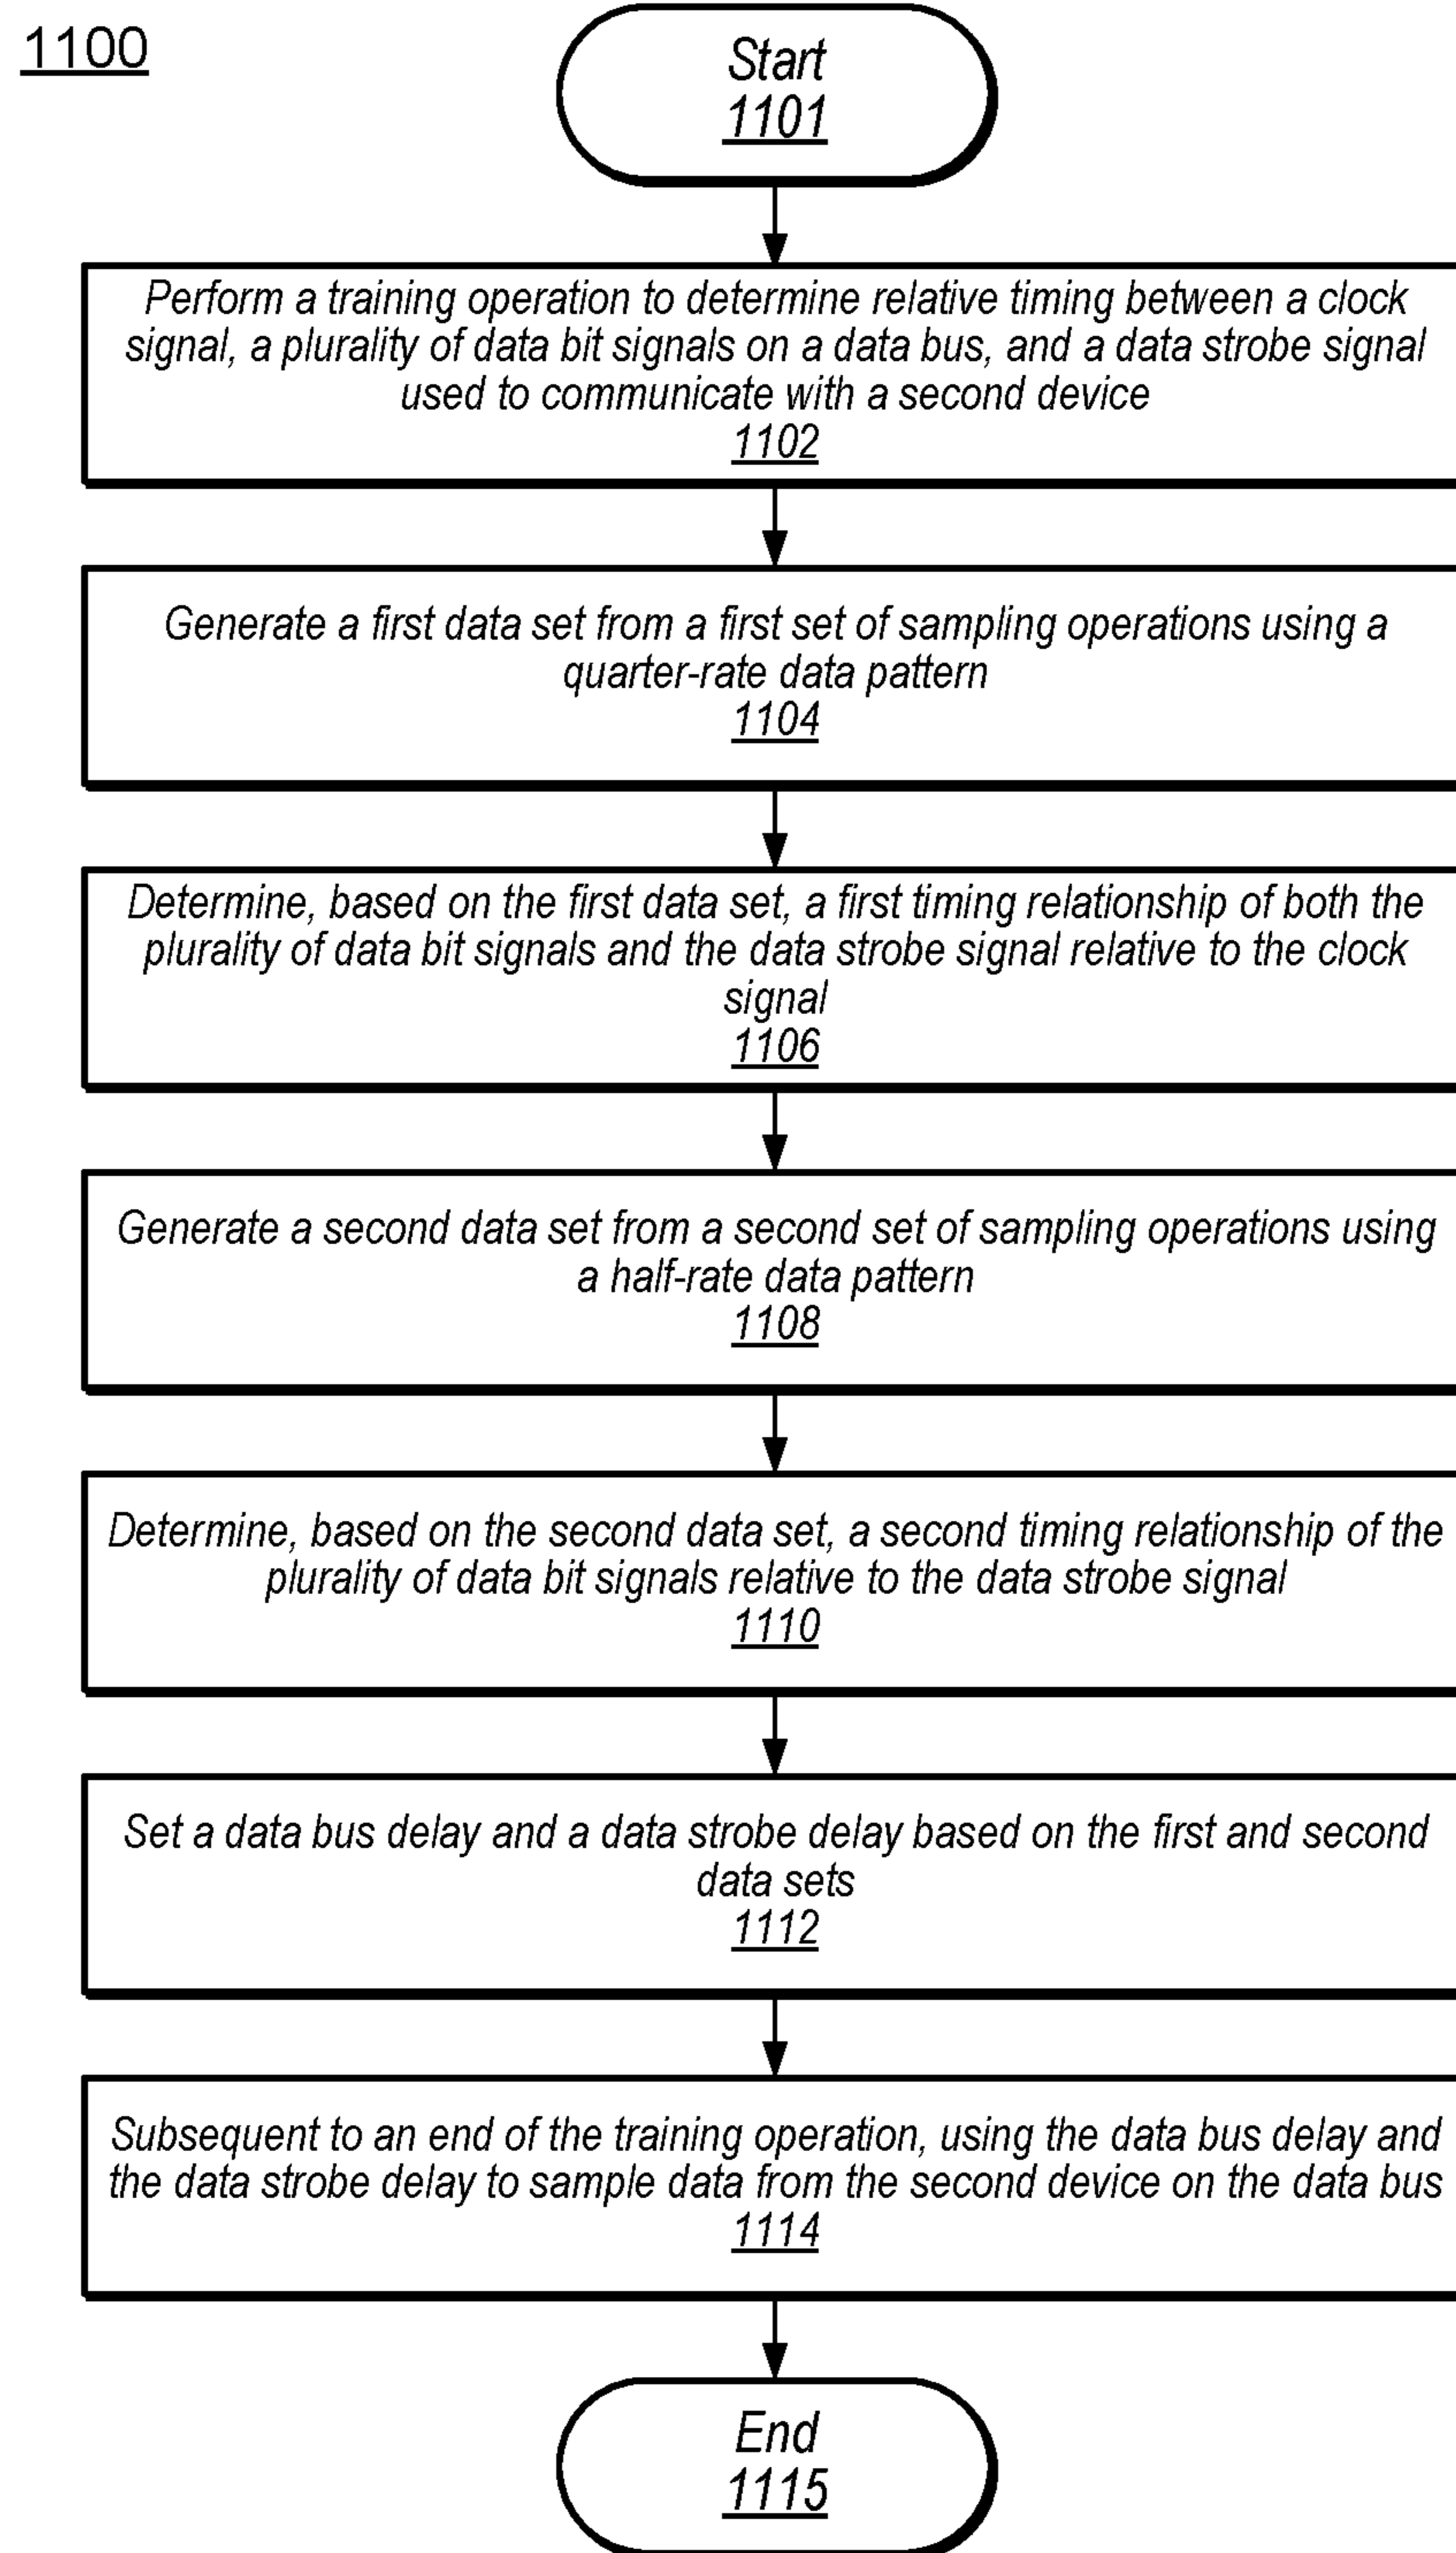 1100
Start
1101
Perform a training operation to determine relative timing between a clock
signal, a plurality of data bit signals on a data bus, and a data strobe signal
used to communicate with a second device
1102
Generate a first data set from a first set of sampling operations using a
quarter-rate data pattern
1104
Determine, based on the first data set, a first timing relationship of both the
plurality of data bit signals and the data strobe signal relative to the clock
signal
1106
Generate a second data set from a second set of sampling operations using
a half-rate data pattern
1108
Determine, based on the second data set, a second timing relationship of the
plurality of data bit signals relative to the data strobe signal
1110
Set a data bus delay and a data strobe delay based on the first and second
data sets
1112
Subsequent to an end of the training operation, using the data bus delay and
the data strobe delay to sample data from the second device on the data bus
1114
End
1115